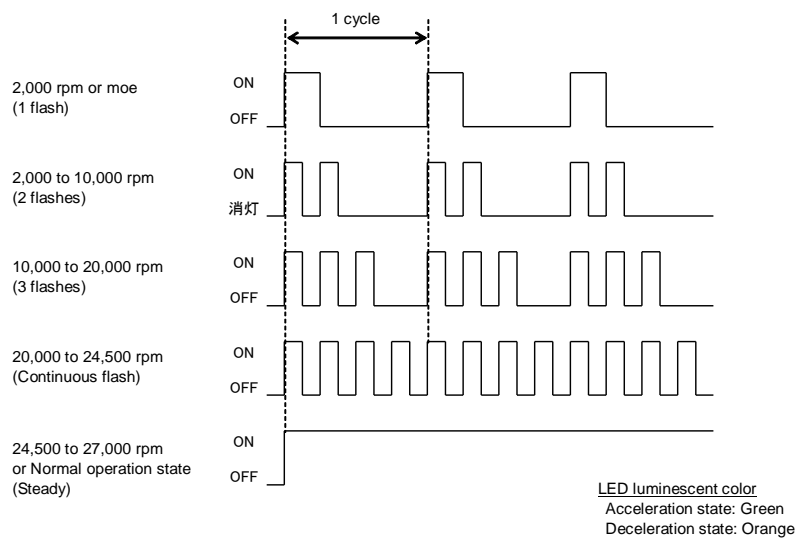 1 cycle
2,000 rpm or moe
(1 flash)
ON
OFF
2,000 to 10,000 rpm
(2 flashes)
ON
消灯
10,000 to 20,000 rpm
(3 flashes)
ON
OFF
20,000 to 24,500 rpm
(Continuous flash)
ON
OFF
24,500 to 27,000 rpm
or Normal operation state
(Steady)
ON
OFF
LED luminescent color
Acceleration state: Green
Deceleration state: Orange